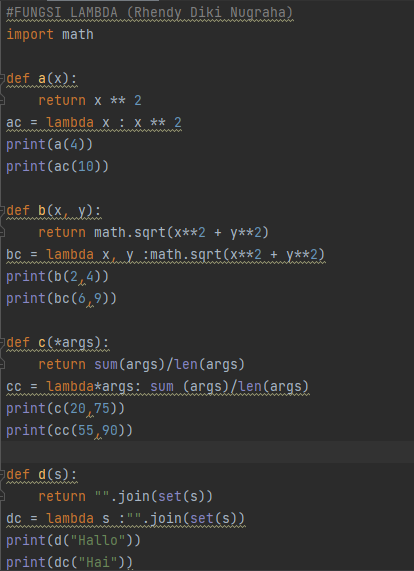 #FUNGSI LAMBDA (Rhendy Diki Nugraha)
import math
def a(x):
return x ** 2
ac = lambda x : x ** 2
print(a(4))
print(ac(10))
def b(x, y):
return math.sqrt(x**2 + y**2)
bc = lambda x, y :math.sqrt(x**2 + y**2)
print(b(2,4))
print(bc(6,9))
def c(*args):
return sum(args)/len(args)
cc = lambda*args: sum (args)/len(args)
print(c(20,75))
print(cc(55,90))
def d(s):
return "".join(set(s))
dc = lambda s :"".join(set(s))
print(d("Hallo"))
print(dc("Hai"))